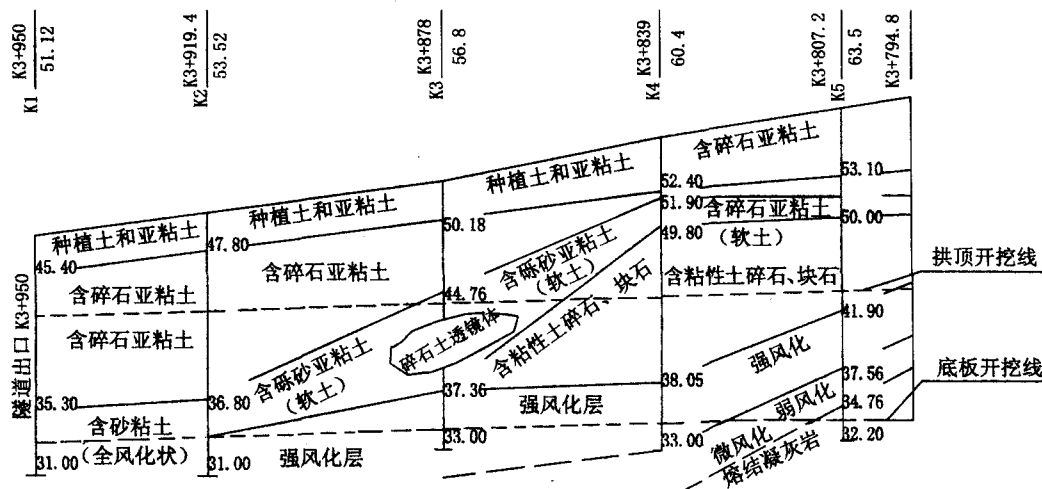 K1
K3+950
51.12
K2
K3+919.4
53.52
K3
K3+878
56.8
K4
K3+839
60.4
K5
K3+807.2
63.5
K3+794.8
种植土和亚粘土
种植土和亚粘土
种植土和亚粘土
含碎石亚粘土
45.40
47.80
50.18
52.40
51.90
49.80
53.10
50.00
含碎石亚粘土
含碎石亚粘土
含砾砂亚粘土
(软土)
含碎石亚粘土
(软土)
含碎石亚粘土
44.76
碎石土透镜体
含粘性土碎石、块石
含粘性土碎石、块石
41.90
拱顶开挖线
隧道出口 K3+950
35.30
36.80
含砾砂亚粘土
(软土)
37.36
38.05
强风化
37.56
弱风化
34.76
底板开挖线
含砂粘土
(全风化状)
31.00
31.00
强风化层
强风化层
33.00
33.00
微风化
熔结凝灰岩
32.20